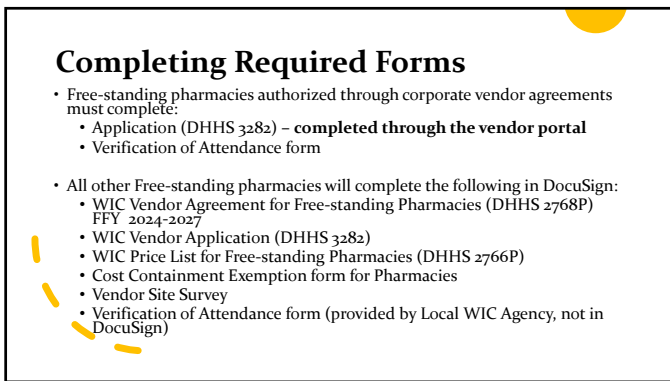 Completing Required Forms
• Free-standing pharmacies authorized through corporate vendor agreements
must complete:
• Application (DHHS 3282) – completed through the vendor portal
• Verification of Attendance form
• All other Free-standing pharmacies will complete the following in DocuSign:
• WIC Vendor Agreement for Free-standing Pharmacies (DHHS 2768P)
FFY 2024-2027
• WIC Vendor Application (DHHS 3282)
• WIC Price List for Free-standing Pharmacies (DHHS 2766P)
• Cost Containment Exemption form for Pharmacies
• Vendor Site Survey
• Verification of Attendance form (provided by Local WIC Agency, not in
DocuSign)